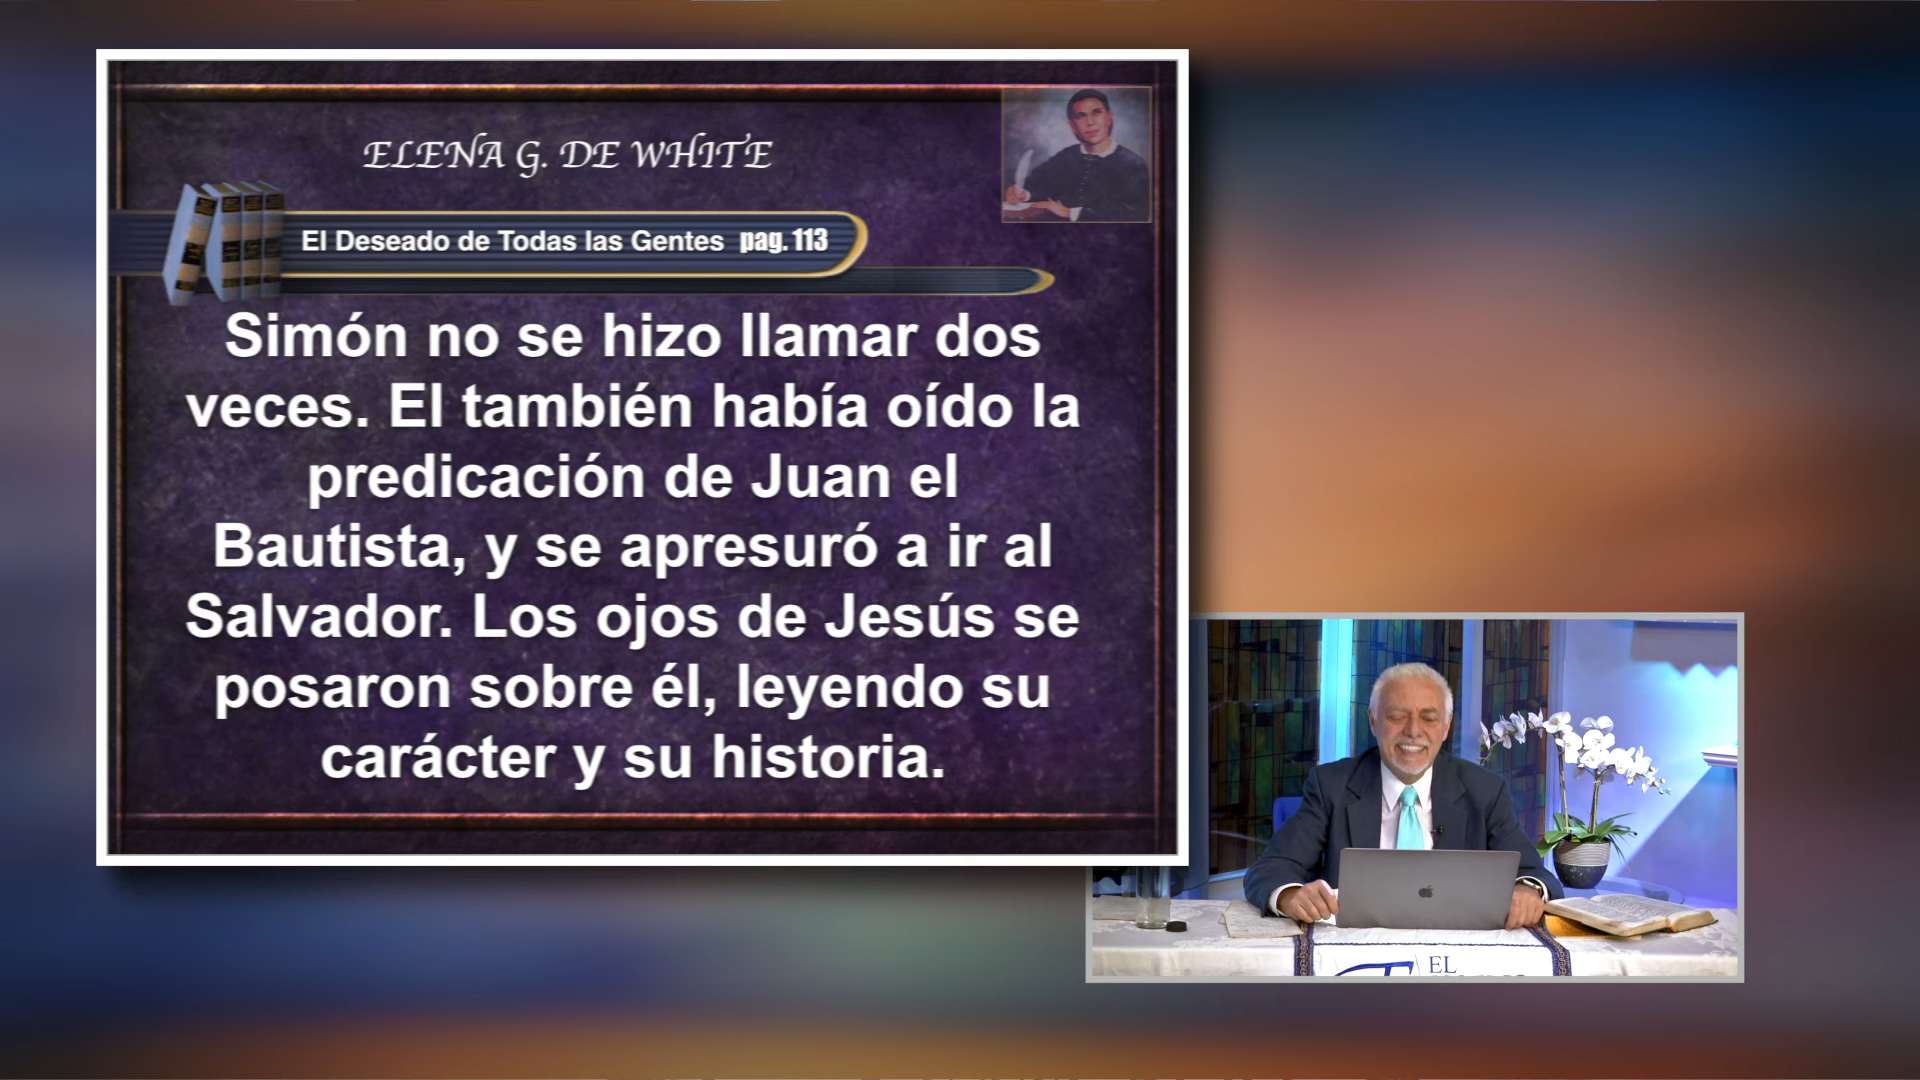 ELENA G. DE WHITE
El Deseado de Todas las Gentes pag. 113
Simón no se hizo llamar dos
veces. El también había oído la
predicación de Juan el
Bautista, y se apresuró a ir al
Salvador. Los ojos de Jesús se
posaron sobre él, leyendo su
carácter y su historia.
EL